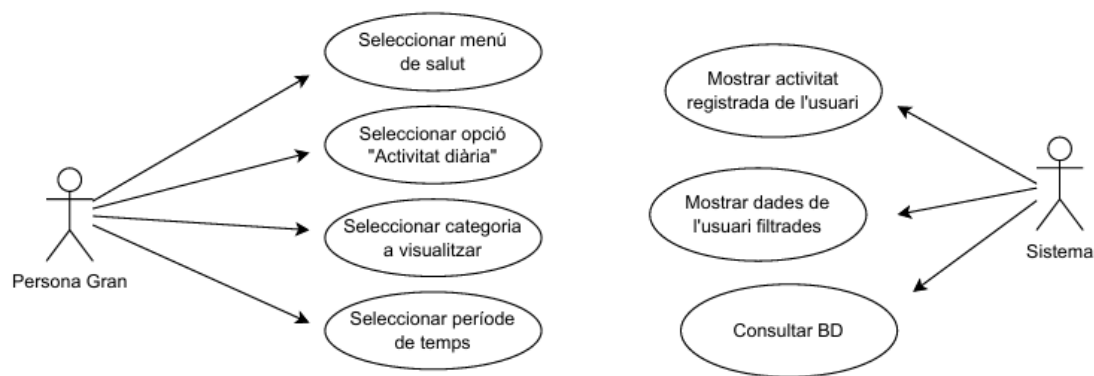 Seleccionar menú
de salut
Seleccionar opció
"Activitat diària"
Seleccionar categoria
a visualitzar
Seleccionar període
de temps
Persona Gran
Mostrar activitat
registrada de l'usuari
Mostrar dades de
l'usuari filtrades
Consultar BD
Sistema